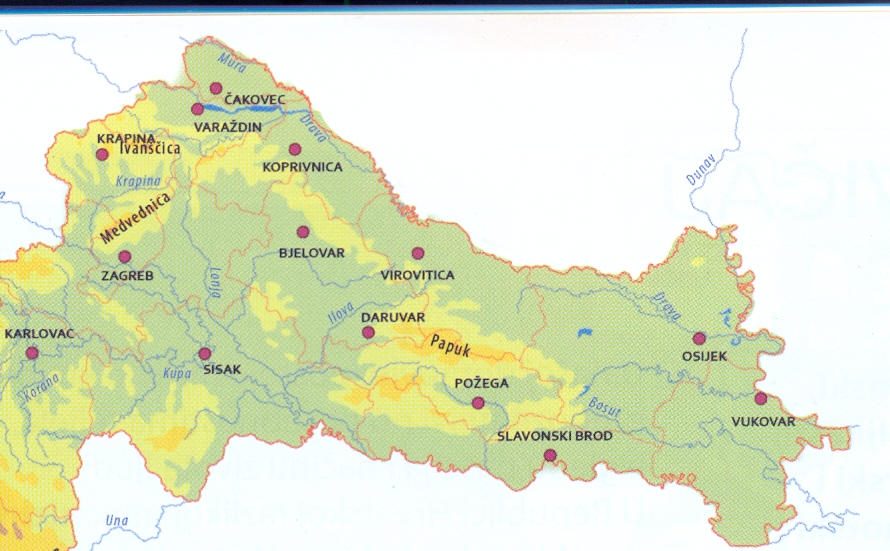 Mura
ČAKOVEC
VARAŽDIN
Drava
KRAPINA
Ivanščica
KOPRIVNICA
Krapina
Dunav
Medvednica
BJELOVAR
ZAGREB
Lonja
VIROVITICA
Ilova
DARUVAR
Drava
KARLOVAC
Papuk
OSIJEK
SISAK
Kupa
Korana
POŽEGA
Bosut
VUKOVAR
SLAVONSKI BROD
Una